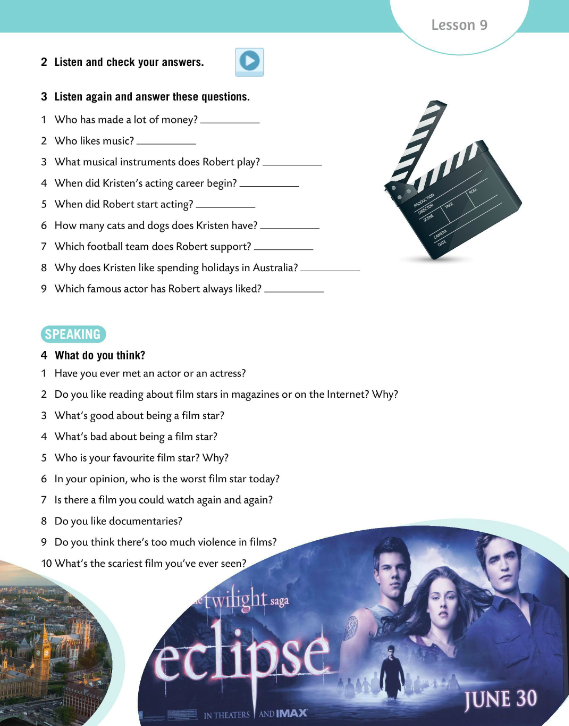 Lesson 9
2 Listen and check your answers.
3 Listen again and answer these questions.
1 Who has made a lot of money? ___________
2 Who likes music? ___________
3 What musical instruments does Robert play? ___________
4 When did Kristen's acting career begin? ___________
5 When did Robert start acting? ___________
6 How many cats and dogs does Kristen have? ___________
7 Which football team does Robert support? ___________
8 Why does Kristen like spending holidays in Australia? ___________
9 Which famous actor has Robert always liked? ___________
PRODUCTION
DIRECTOR
SCENE TAKE ROLL
CAMERA
DATE
SPEAKING
4 What do you think?
1 Have you ever met an actor or an actress?
2 Do you like reading about film stars in magazines or on the Internet? Why?
3 What's good about being a film star?
4 What's bad about being a film star?
5 Who is your favourite film star? Why?
6 In your opinion, who is the worst film star today?
7 Is there a film you could watch again and again?
8 Do you like documentaries?
9 Do you think there's too much violence in films?
10 What's the scariest film you've ever seen?
the twilight saga
eclipse
JUNE 30
IN THEATERS AND IMAX